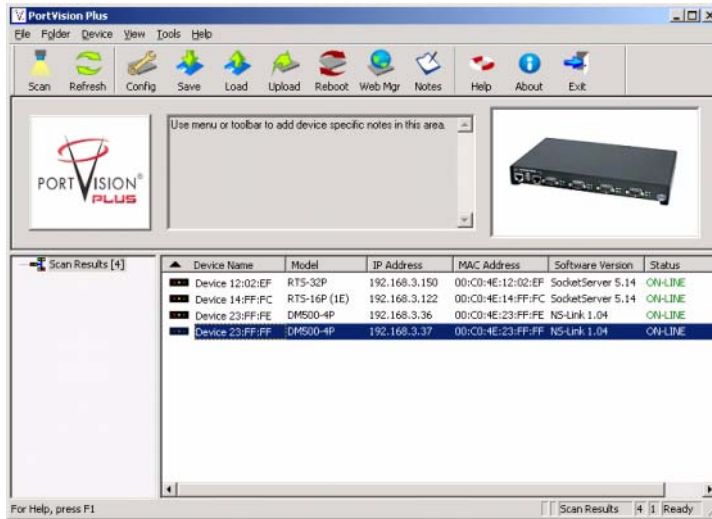 PortVision Plus
File Folder Device View Tools Help
Scan Refresh Config Save Load Upload Reboot Web Mgr Notes Help About Exit
Use menu or toolbar to add device specific notes in this area.
PORTVISION®
PLUS
Scan Results [4]
Device Name Model IP Address MAC Address Software Version Status
Device 12:02:EF RTS-32P 192.168.3.150 00:C0:4E:12:02:EF SocketServer 5.14 ON-LINE
Device 14:FF:FC RTS-16P (1E) 192.168.3.122 00:C0:4E:14:FF:FC SocketServer 5.14 ON-LINE
Device 23:FF:FE DM500-4P 192.168.3.36 00:C0:4E:23:FF:FE NS-Link 1.04 ON-LINE
Device 23:FF:FF DM500-4P 192.168.3.37 00:C0:4E:23:FF:FF NS-Link 1.04 ON-LINE
For Help, press F1
Scan Results 4 1 Ready